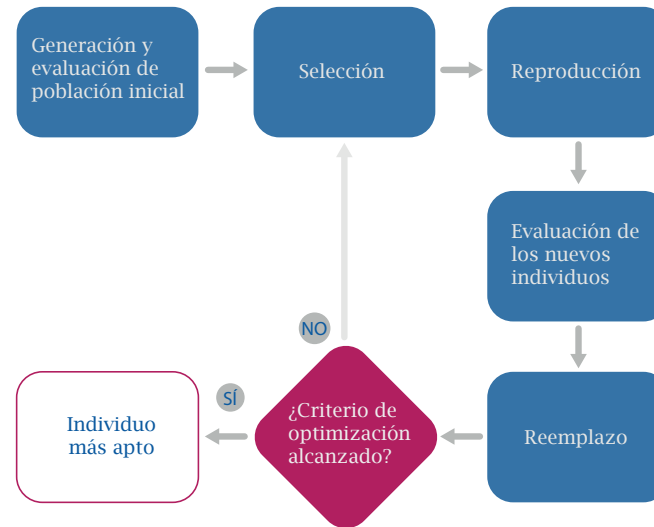 Generación y
evaluación de
población inicial
Selección
Reproducción
Evaluación de
los nuevos
individuos
Reemplazo
¿Criterio de
optimización
alcanzado?
NO
SÍ
Individuo
más apto